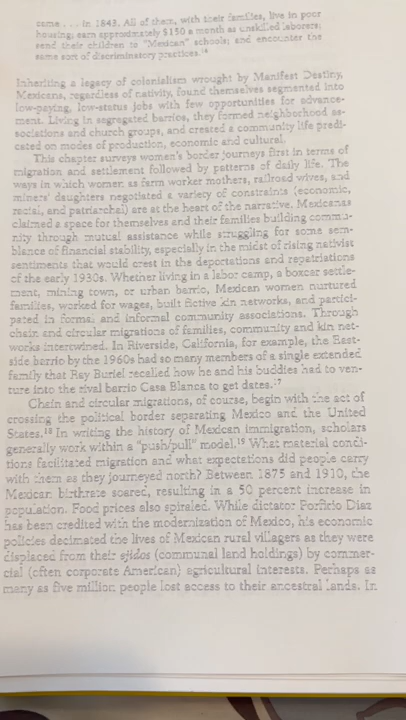 came . . . in 1843. All of them, with their families, live in poor
housing; earn approximately $150 a month as unskilled laborers;
send their children to "Mexican" schools; and encounter the
same sort of discriminatory practices.¹⁶
Inheriting a legacy of colonialism wrought by Manifest Destiny,
Mexicans, regardless of nativity, found themselves segmented into
low-paying, low-status jobs with few opportunities for advance-
ment. Living in segregated barrios, they formed neighborhood as-
sociations and church groups, and created a community life predi-
cated on modes of production, economic and cultural.
This chapter surveys women's border journeys first in terms of
migration and settlement followed by patterns of daily life. The
ways in which women as farm worker mothers, railroad wives, and
miners' daughters negotiated a variety of constraints (economic,
racial, and patriarchal) are at the heart of the narrative. Mexicanas
claimed a space for themselves and their families building commu-
nity through mutual assistance while struggling for some sem-
blance of financial stability, especially in the midst of rising nativist
sentiments that would crest in the deportations and repatriations
of the early 1930s. Whether living in a labor camp, a boxcar settle-
ment, mining town, or urban barrio, Mexican women nurtured
families, worked for wages, built fictive kin networks, and partici-
pated in formal and informal community associations. Through
chain and circular migrations of families, community and kin net-
works intertwined. In Riverside, California, for example, the East-
side barrio by the 1960s had so many members of a single extended
family that Ray Buriel recalled how he and his buddies had to ven-
ture into the rival barrio Casa Blanca to get dates.¹⁷
Chain and circular migrations, of course, begin with the act of
crossing the political border separating Mexico and the United
States.¹⁸ In writing the history of Mexican immigration, scholars
generally work within a "push/pull" model.¹⁹ What material condi-
tions facilitated migration and what expectations did people carry
with them as they journeyed north? Between 1875 and 1910, the
Mexican birthrate soared, resulting in a 50 percent increase in
population. Food prices also spiraled. While dictator Porfirio Díaz
has been credited with the modernization of Mexico, his economic
policies decimated the lives of Mexican rural villagers as they were
displaced from their ejidos (communal land holdings) by commer-
cial (often corporate American) agricultural interests. Perhaps as
many as five million people lost access to their ancestral lands. In